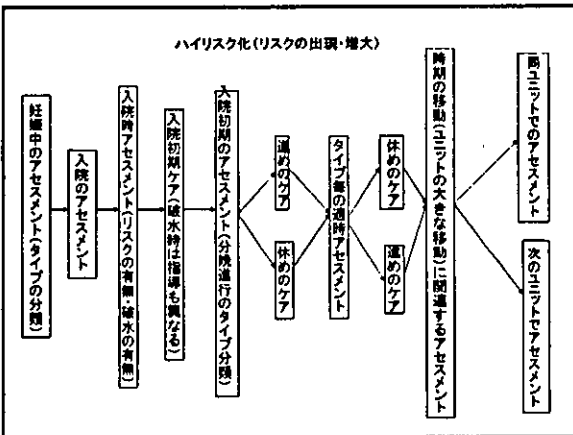 ハイリスク化(リスクの出現・増大)
妊娠中のアセスメント(タイプの分類)
入院のアセスメント
入院時アセスメント(リスクの有無・破水の有無)
入院初期ケア(破水時は指導も異なる)
入院初期のアセスメント(分娩進行のタイプ分類)
進めのケア
休めのケア
タイプ毎の適時アセスメント
休めのケア
進めのケア
時期の移動(ユニットの大きな移動)に関連するアセスメント
同ユニットでのアセスメント
次のユニットでアセスメント